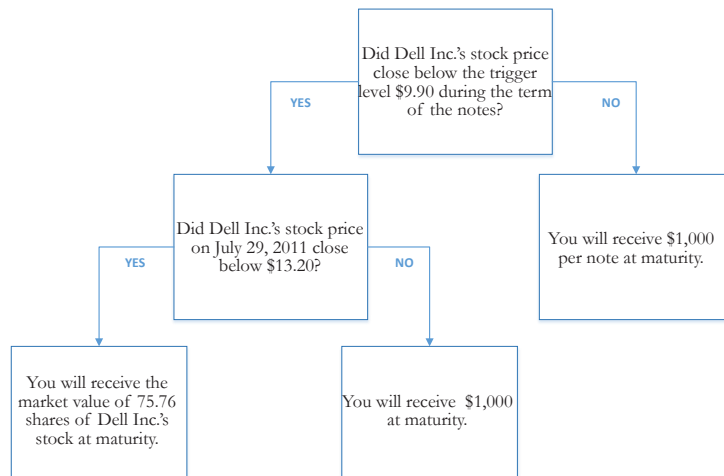 Did Dell Inc.'s stock price
close below the trigger
level $9.90 during the term
of the notes?
YES
NO
Did Dell Inc.'s stock price
on July 29, 2011 close
below $13.20?
You will receive $1,000
per note at maturity.
YES
NO
You will receive the
market value of 75.76
shares of Dell Inc.'s
stock at maturity.
You will receive $1,000
at maturity.